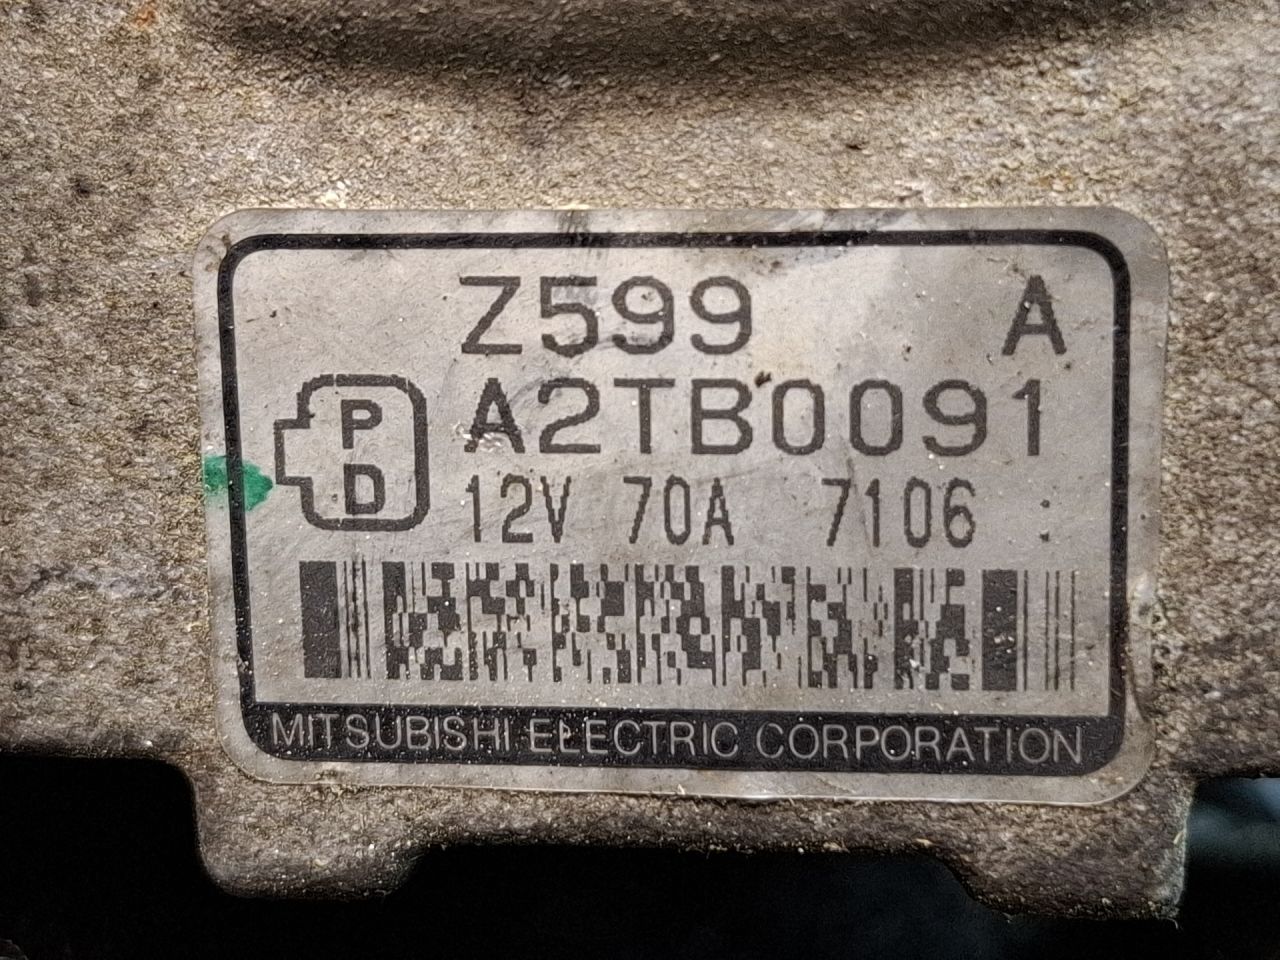 Z599 A
A2TB0091
P
D
12V 70A 7106
MITSUBISHI ELECTRIC CORPORATION